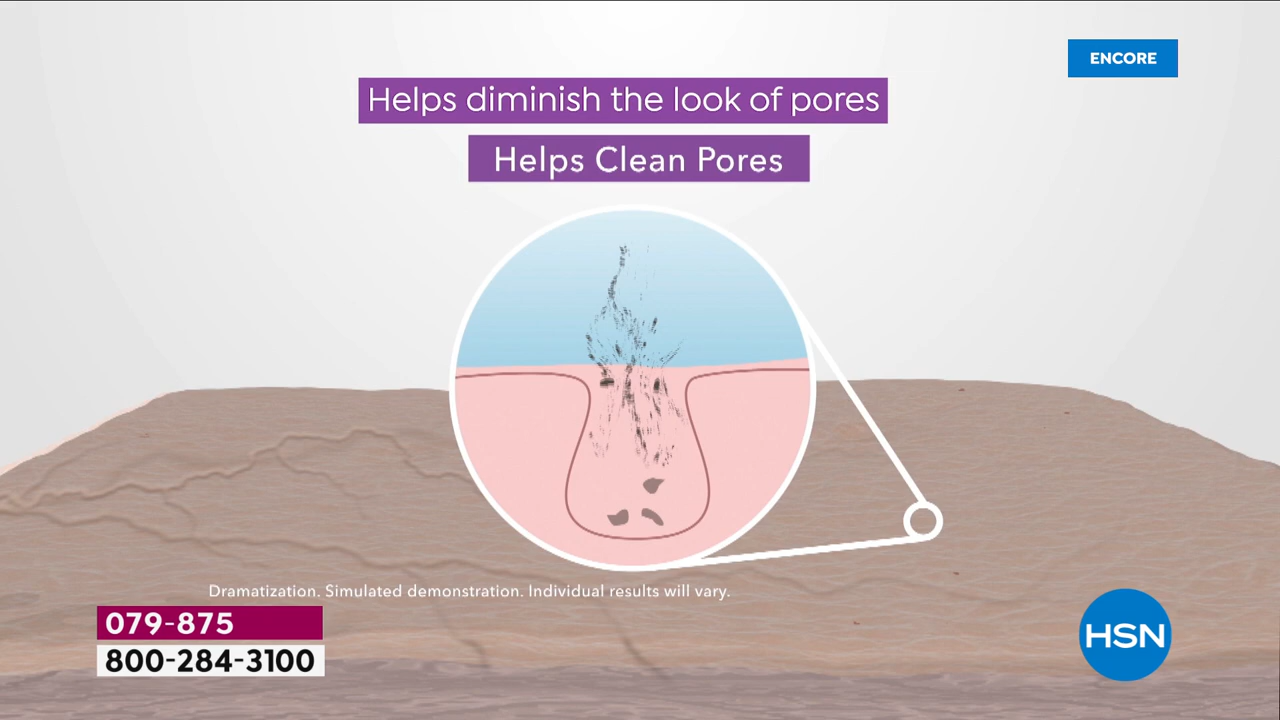 ENCORE
Helps diminish the look of pores
Helps Clean Pores
Dramatization. Simulated demonstration. Individual results will vary.
079-875
800-284-3100
HSN